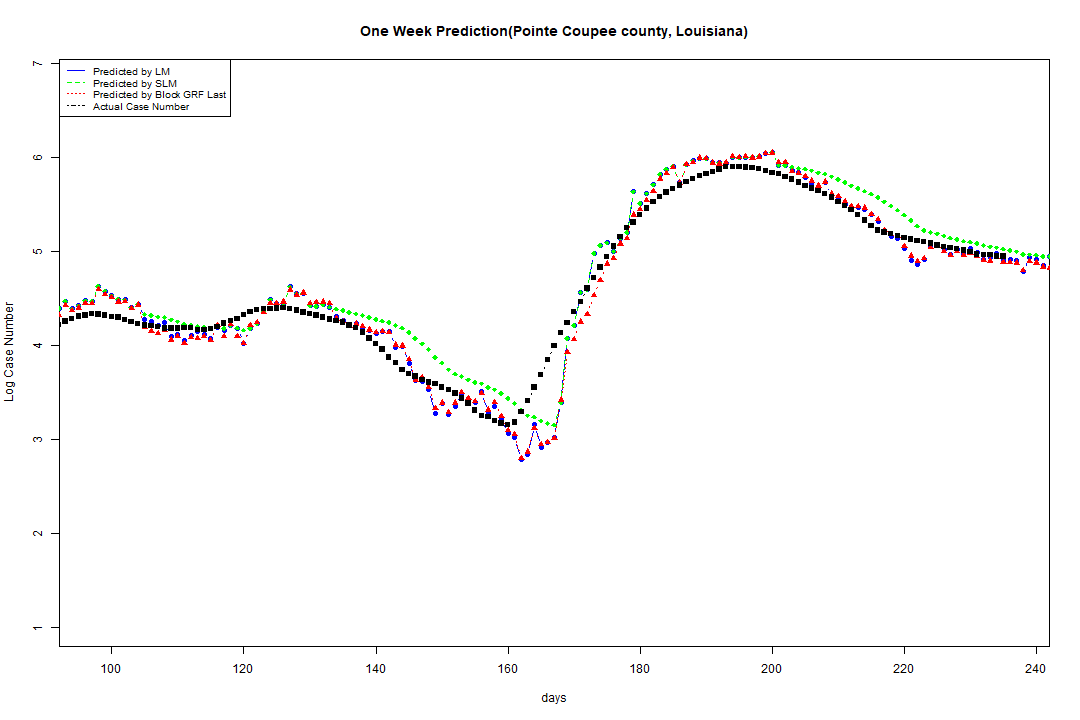 One Week Prediction(Pointe Coupee county, Louisiana)
7
Predicted by LM
Predicted by SLM
Predicted by Block GRF Last
Actual Case Number
6
5
4
3
2
1
Log Case Number
100 120 140 160 180 200 220 240
days